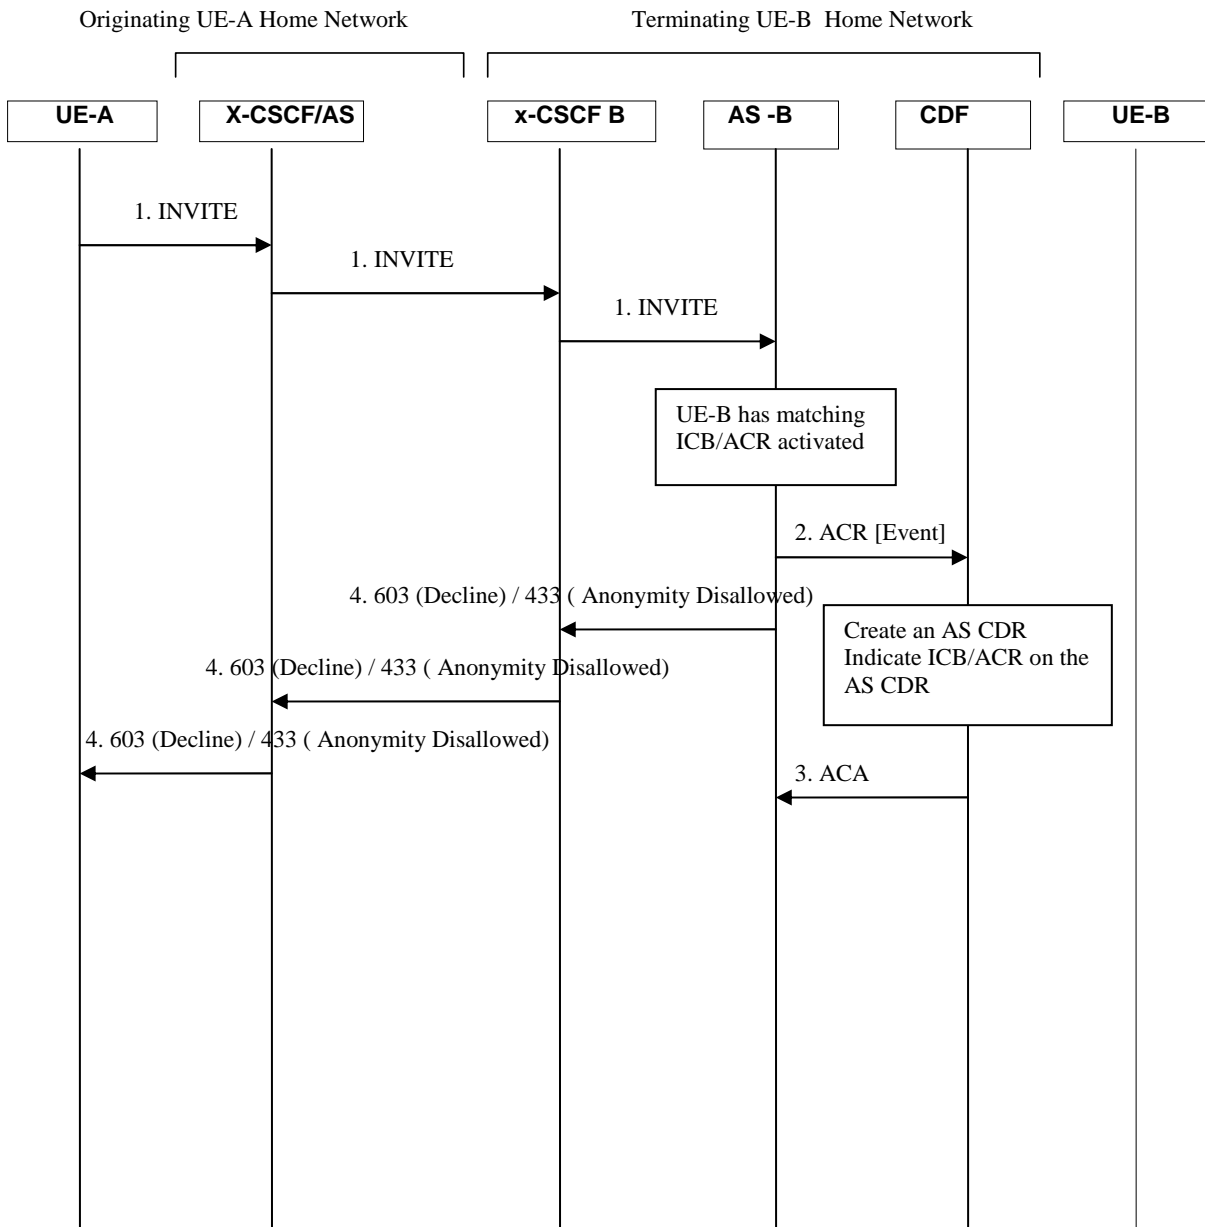 Originating UE-A Home Network
Terminating UE-B  Home Network
UE-A
X-CSCF/AS
x-CSCF B
AS -B
CDF
UE-B
1. INVITE
1. INVITE
1. INVITE
UE-B has matching
ICB/ACR activated
2. ACR [Event]
4. 603 (Decline) / 433 ( Anonymity Disallowed)
Create an AS CDR
Indicate ICB/ACR on the
AS CDR
4. 603 (Decline) / 433 ( Anonymity Disallowed)
4. 603 (Decline) / 433 ( Anonymity Disallowed)
3. ACA